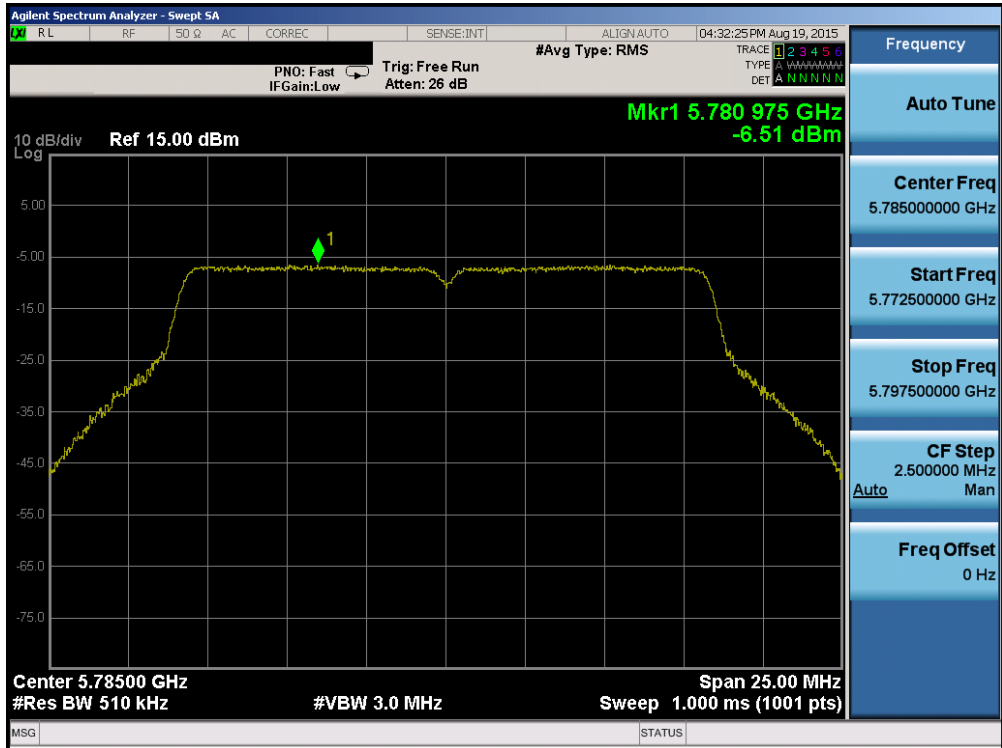 Agilent Spectrum Analyzer - Swept SA
LXI RL RF 50 Ω AC CORREC SENSE:INT ALIGN AUTO 04:32:25 PM Aug 19, 2015
#Avg Type: RMS
TRACE 1 2 3 4 5 6
PNO: Fast Trig: Free Run
TYPE A
IFGain:Low Atten: 26 dB
DET A N N N N N
Mkr1 5.780 975 GHz
-6.51 dBm
10 dB/div Ref 15.00 dBm
Log
1
5.00
-5.00
-15.0
-25.0
-35.0
-45.0
-55.0
-65.0
-75.0
Center 5.78500 GHz Span 25.00 MHz
#Res BW 510 kHz #VBW 3.0 MHz Sweep 1.000 ms (1001 pts)
MSG STATUS
Frequency
Auto Tune
Center Freq
5.785000000 GHz
Start Freq
5.772500000 GHz
Stop Freq
5.797500000 GHz
CF Step
2.500000 MHz
Auto Man
Freq Offset
0 Hz